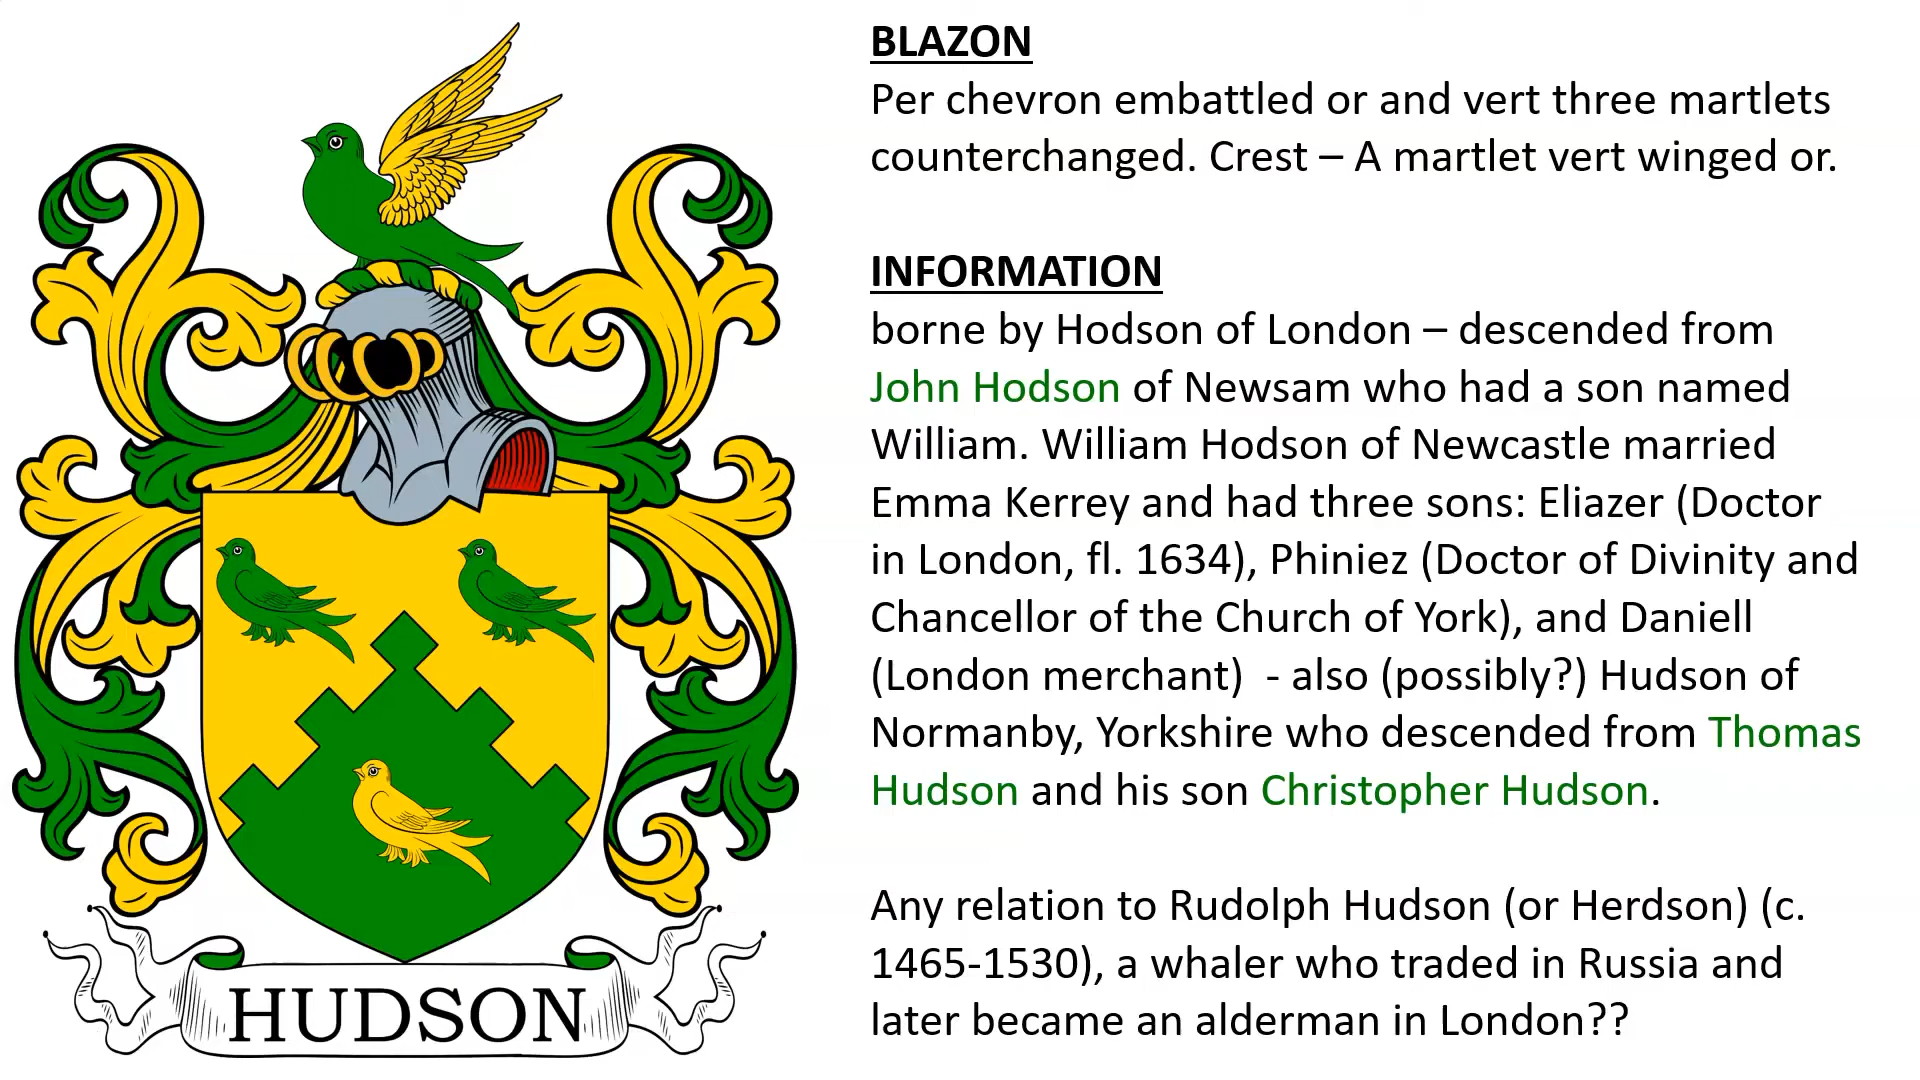 BLAZON
Per chevron embattled or and vert three martlets
counterchanged. Crest – A martlet vert winged or.
INFORMATION
borne by Hodson of London – descended from
John Hodson of Newsam who had a son named
William. William Hodson of Newcastle married
Emma Kerrey and had three sons: Eliazer (Doctor
in London, fl. 1634), Phiniez (Doctor of Divinity and
Chancellor of the Church of York), and Daniell
(London merchant)  - also (possibly?) Hudson of
Normanby, Yorkshire who descended from Thomas
Hudson and his son Christopher Hudson.
Any relation to Rudolph Hudson (or Herdson) (c.
1465-1530), a whaler who traded in Russia and
later became an alderman in London??
HUDSON